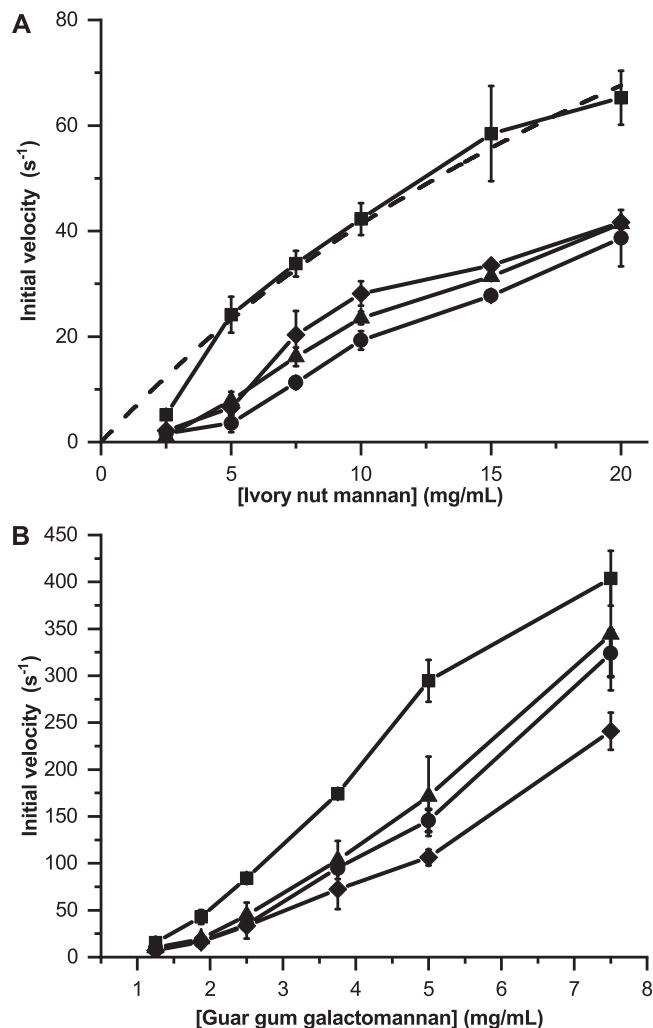 A
80
60
40
20
0
Initial velocity (s⁻¹)
0 5 10 15 20
[Ivory nut mannan] (mg/mL)
B
450
400
350
300
250
200
150
100
50
0
Initial velocity (s⁻¹)
1 2 3 4 5 6 7 8
[Guar gum galactomannan] (mg/mL)